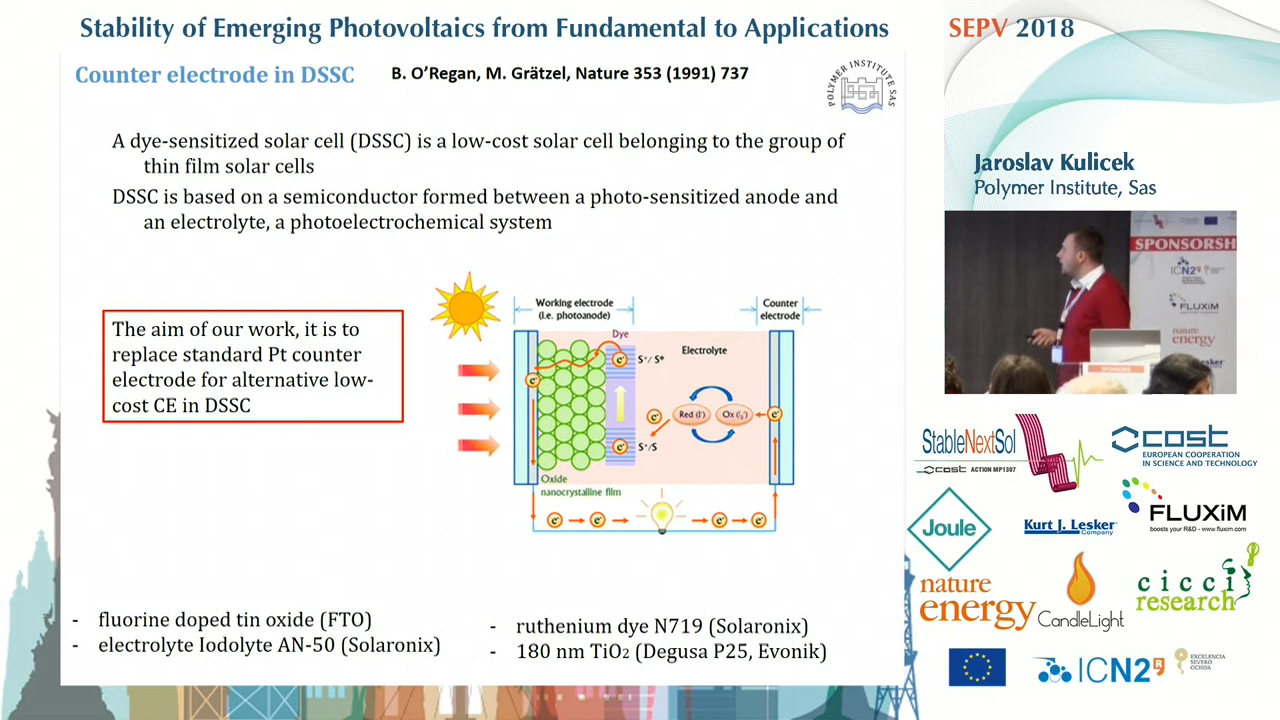 Stability of Emerging Photovoltaics from Fundamental to Applications
SEPV 2018
Counter electrode in DSSC
B. O'Regan, M. Grätzel, Nature 353 (1991) 737
POLYMER INSTITUTE SAS
A dye-sensitized solar cell (DSSC) is a low-cost solar cell belonging to the group of
thin film solar cells
DSSC is based on a semiconductor formed between a photo-sensitized anode and
an electrolyte, a photoelectrochemical system
The aim of our work, it is to
replace standard Pt counter
electrode for alternative low-
cost CE in DSSC
Working electrode
(i.e. photoanode)
Counter
electrode
Dye
Electrolyte
S⁺/ S*
e⁻
e⁻
e⁻
Red (I⁻)
Ox (I₃⁻)
e⁻
e⁻
S⁺/S
Oxide
nanocrystalline film
e⁻
e⁻
e⁻
e⁻
- fluorine doped tin oxide (FTO)
- electrolyte Iodolyte AN-50 (Solaronix)
- ruthenium dye N719 (Solaronix)
- 180 nm TiO₂ (Degusa P25, Evonik)
Jaroslav Kulicek
Polymer Institute, Sas
SPONSORSH
ICN2
FLUXiM
nature
energy
esker
StableNextSol
cost ACTION MP1307
cost
EUROPEAN COOPERATION
IN SCIENCE AND TECHNOLOGY
Joule
Kurt J. Lesker
Company
FLUXiM
boosts your R&D - www.fluxim.com
nature
energy
CandleLight
cicci
research
ICN2
EXCELENCIA
SEVERO
OCHOA